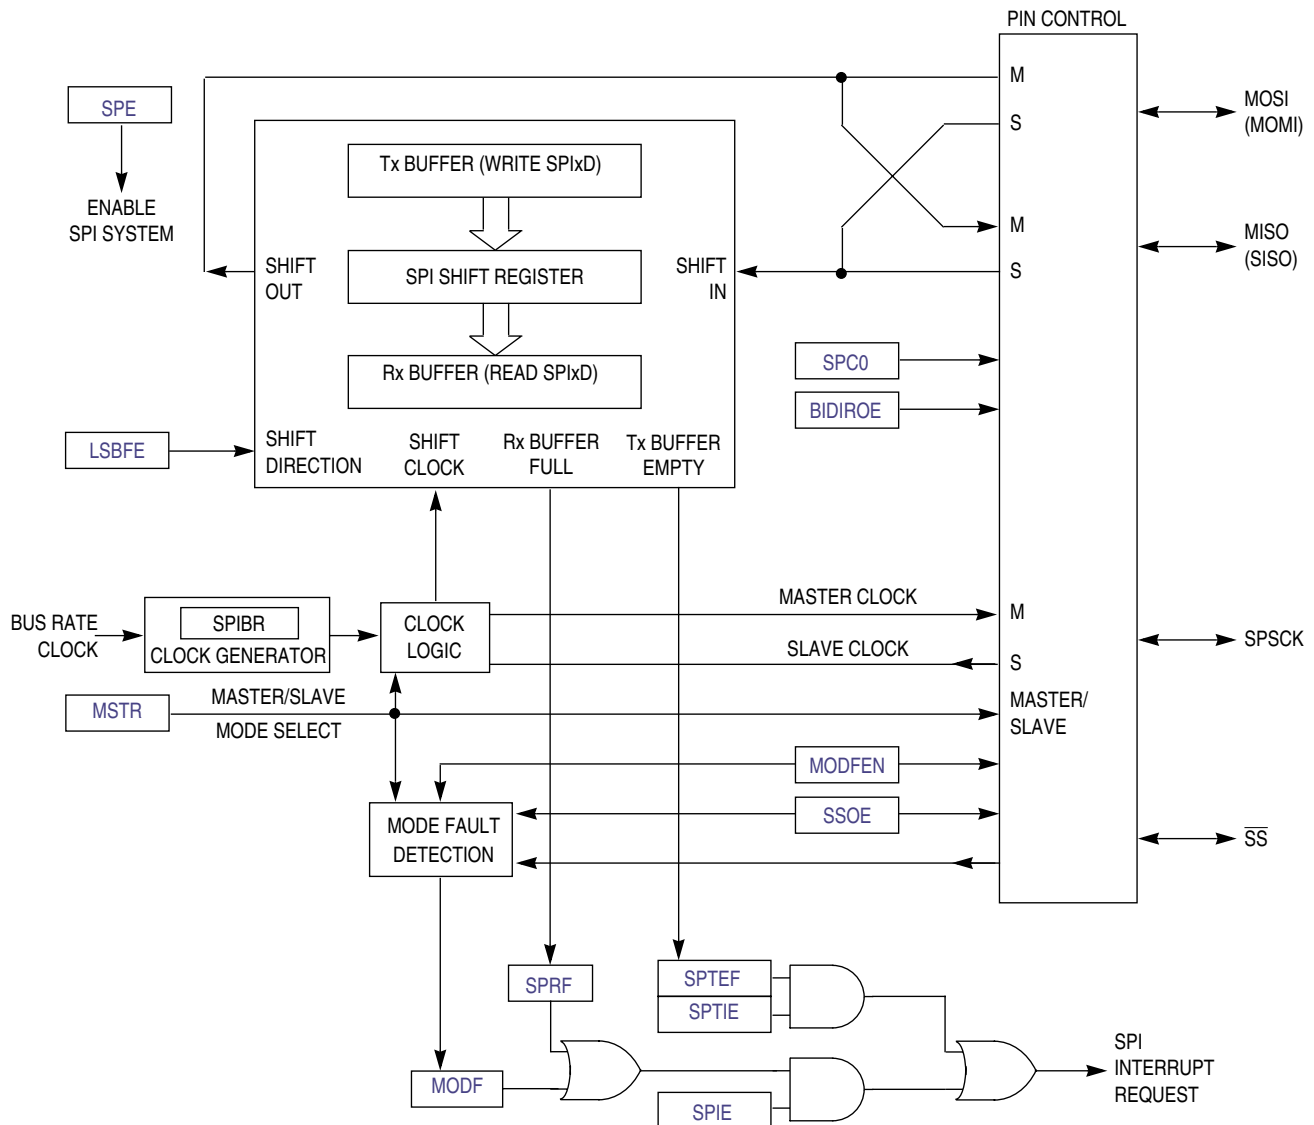 PIN CONTROL
M
MOSI
(MOMI)
SPE
S
Tx BUFFER (WRITE SPIxD)
ENABLE
SPI SYSTEM
M
MISO
(SISO)
SHIFT
OUT
SPI SHIFT REGISTER
SHIFT
IN
S
SPC0
Rx BUFFER (READ SPIxD)
BIDIROE
LSBFE
SHIFT
DIRECTION
SHIFT
CLOCK
Rx BUFFER
FULL
Tx BUFFER
EMPTY
MASTER CLOCK
M
BUS RATE
CLOCK
SPIBR
CLOCK GENERATOR
CLOCK
LOGIC
SPSCK
SLAVE CLOCK
S
MSTR
MASTER/SLAVE
MODE SELECT
MASTER/
SLAVE
MODFEN
SSOE
MODE FAULT
DETECTION
SS
SPRF
SPTEF
SPTIE
SPI
INTERRUPT
REQUEST
MODF
SPIE